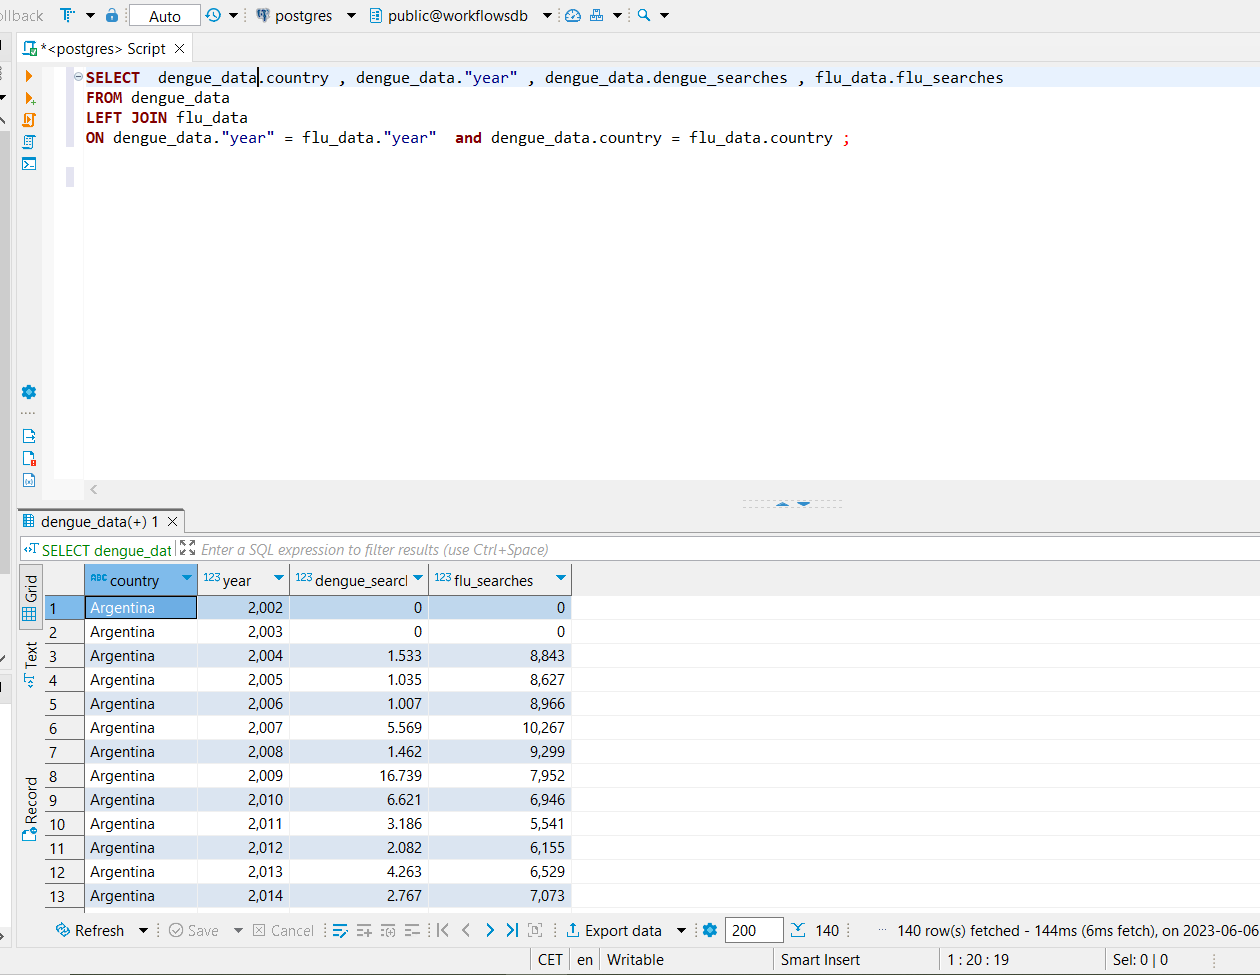 ollback Auto postgres public@workflowsdb
*<postgres> Script
SELECT dengue_data.country , dengue_data."year" , dengue_data.dengue_searches , flu_data.flu_searches
FROM dengue_data
LEFT JOIN flu_data
ON dengue_data."year" = flu_data."year" and dengue_data.country = flu_data.country ;
dengue_data(+) 1
SELECT dengue_dat Enter a SQL expression to filter results (use Ctrl+Space)
Grid
Text
Record
ABC country 123 year 123 dengue_searcl 123 flu_searches
1 Argentina 2,002 0 0
2 Argentina 2,003 0 0
3 Argentina 2,004 1.533 8,843
4 Argentina 2,005 1.035 8,627
5 Argentina 2,006 1.007 8,966
6 Argentina 2,007 5.569 10,267
7 Argentina 2,008 1.462 9,299
8 Argentina 2,009 16.739 7,952
9 Argentina 2,010 6.621 6,946
10 Argentina 2,011 3.186 5,541
11 Argentina 2,012 2.082 6,155
12 Argentina 2,013 4.263 6,529
13 Argentina 2,014 2.767 7,073
Refresh Save Cancel Export data 200 140 140 row(s) fetched - 144ms (6ms fetch), on 2023-06-06
CET en Writable Smart Insert 1 : 20 : 19 Sel: 0 | 0